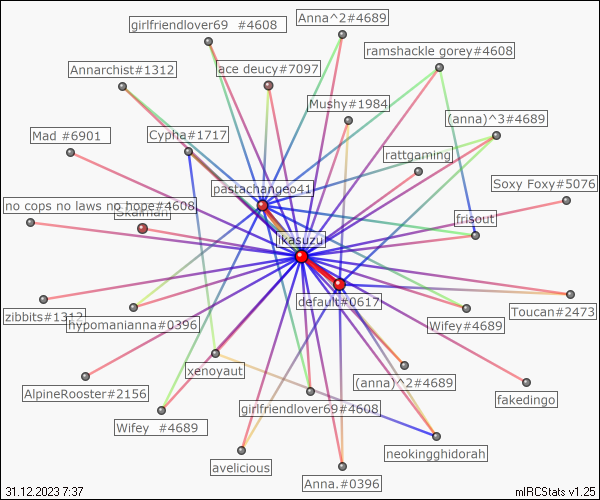 girlfriendlover69 #4608
Anna^2#4689
ramshackle gorey#4608
Annarchist#1312
ace deucy#7097
Mushy#1984
(anna)^3#4689
Mad #6901
Cypha#1717
rattgaming
Soxy Foxy#5076
pastachangeo41
no cops no laws no hope#4608
frisout
ikasuzu
default#0617
zibbits#1312
hypomanianna#0396
Wifey#4689
Toucan#2473
xenoyaut
(anna)^2#4689
AlpineRooster#2156
fakedingo
girlfriendlover69#4608
Wifey #4689
neokingghidorah
avelicious
Anna.#0396
31.12.2023 7:37
mIRCStats v1.25